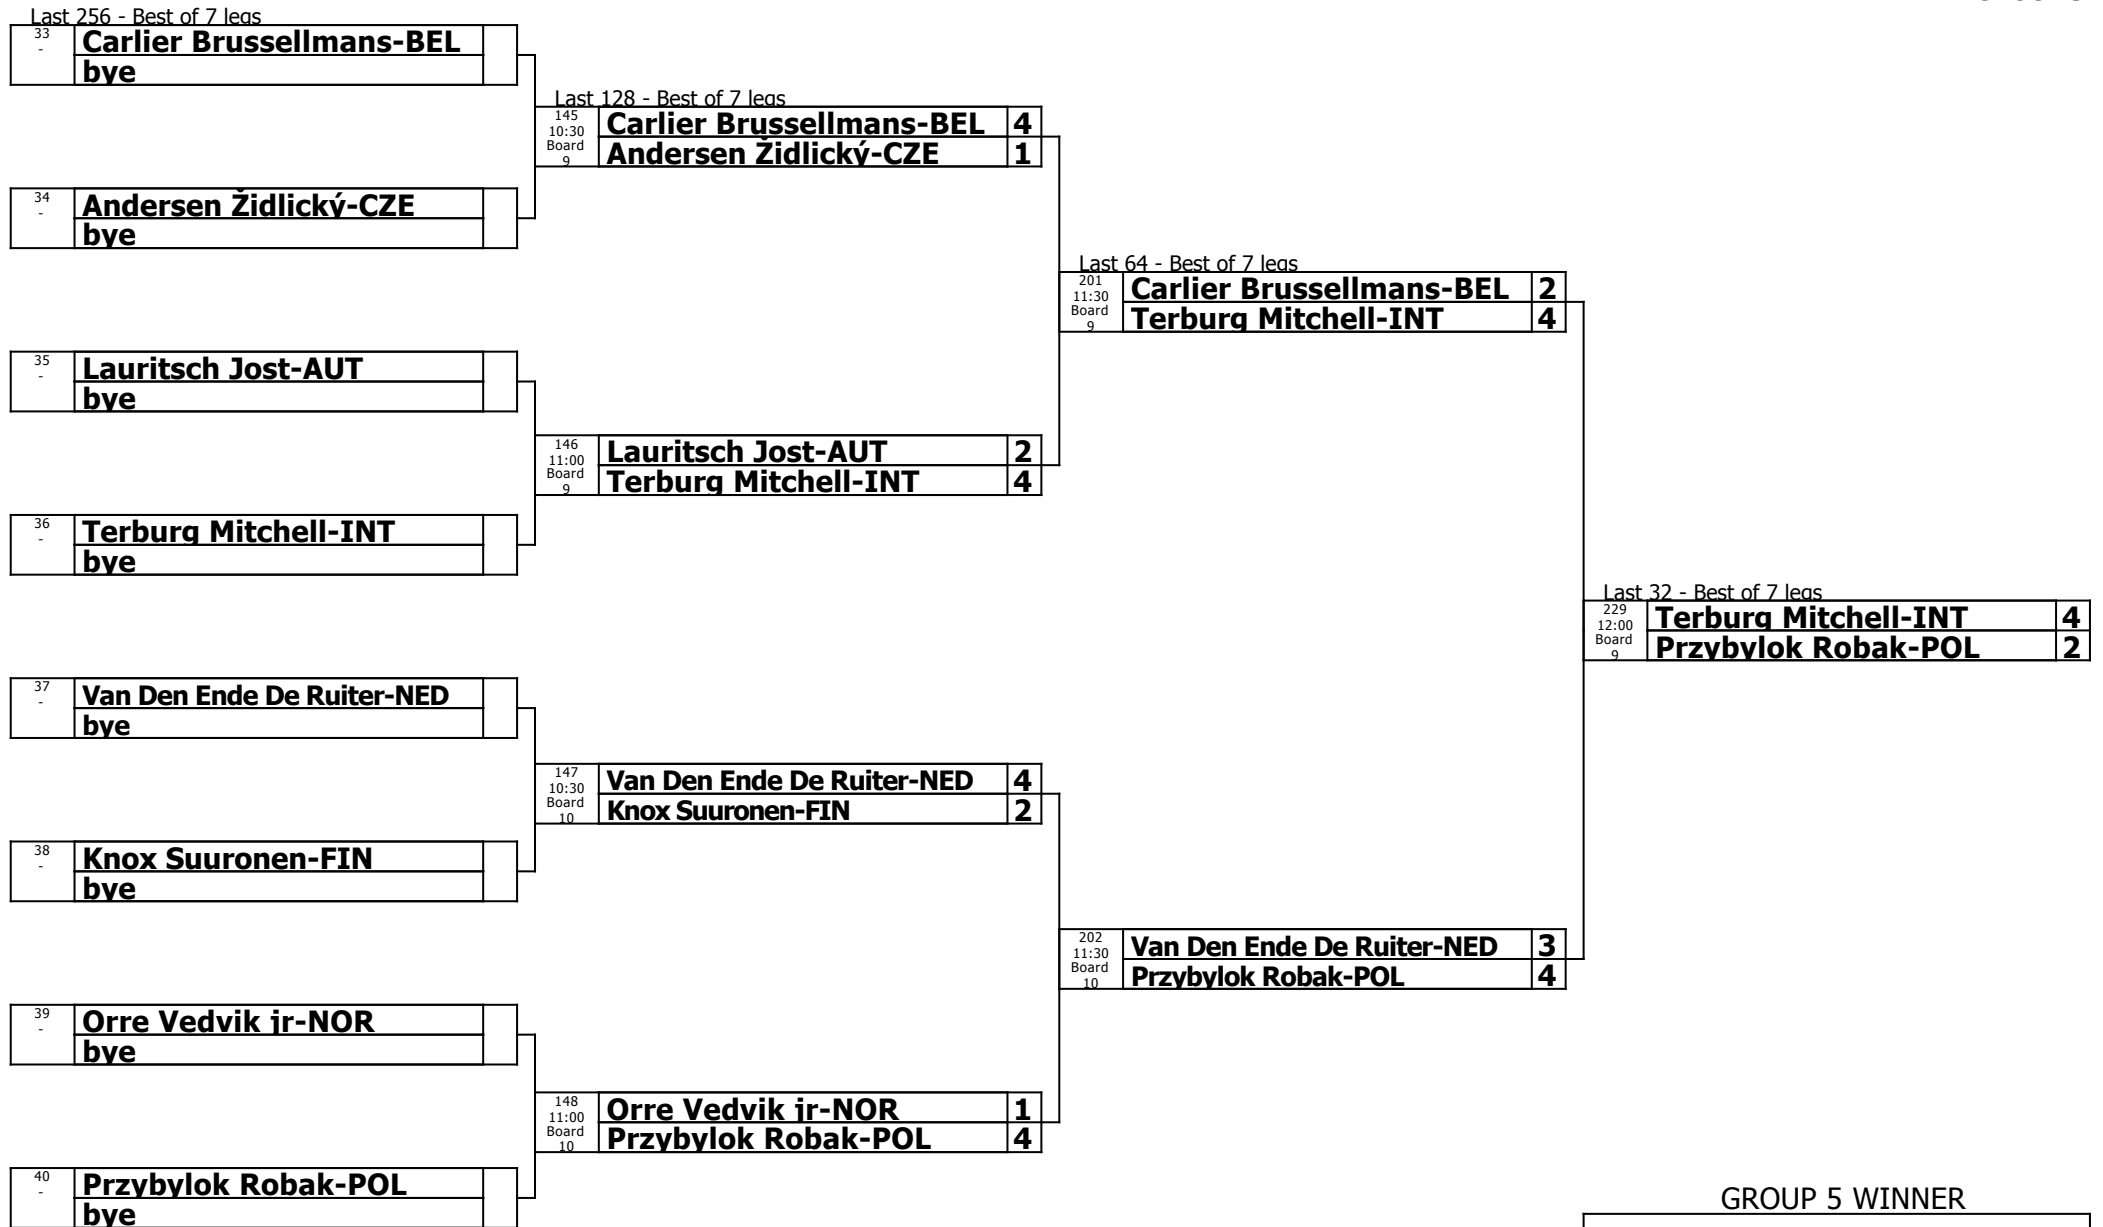 Last 256 - Best of 7 legs
33
-
Carlier Brussellmans-BEL
bye
Last 128 - Best of 7 legs
145
10:30
Board
9
Carlier Brussellmans-BEL 4
Andersen Židlický-CZE 1
34
-
Andersen Židlický-CZE
bye
Last 64 - Best of 7 legs
201
11:30
Board
9
Carlier Brussellmans-BEL 2
Terburg Mitchell-INT 4
35
-
Lauritsch Jost-AUT
bye
146
11:00
Board
9
Lauritsch Jost-AUT 2
Terburg Mitchell-INT 4
36
-
Terburg Mitchell-INT
bye
Last 32 - Best of 7 legs
229
12:00
Board
9
Terburg Mitchell-INT 4
Przybylok Robak-POL 2
37
-
Van Den Ende De Ruiter-NED
bye
147
10:30
Board
10
Van Den Ende De Ruiter-NED 4
Knox Suuronen-FIN 2
38
-
Knox Suuronen-FIN
bye
202
11:30
Board
10
Van Den Ende De Ruiter-NED 3
Przybylok Robak-POL 4
39
-
Orre Vedvik jr-NOR
bye
148
11:00
Board
10
Orre Vedvik jr-NOR 1
Przybylok Robak-POL 4
40
-
Przybylok Robak-POL
bye
GROUP 5 WINNER